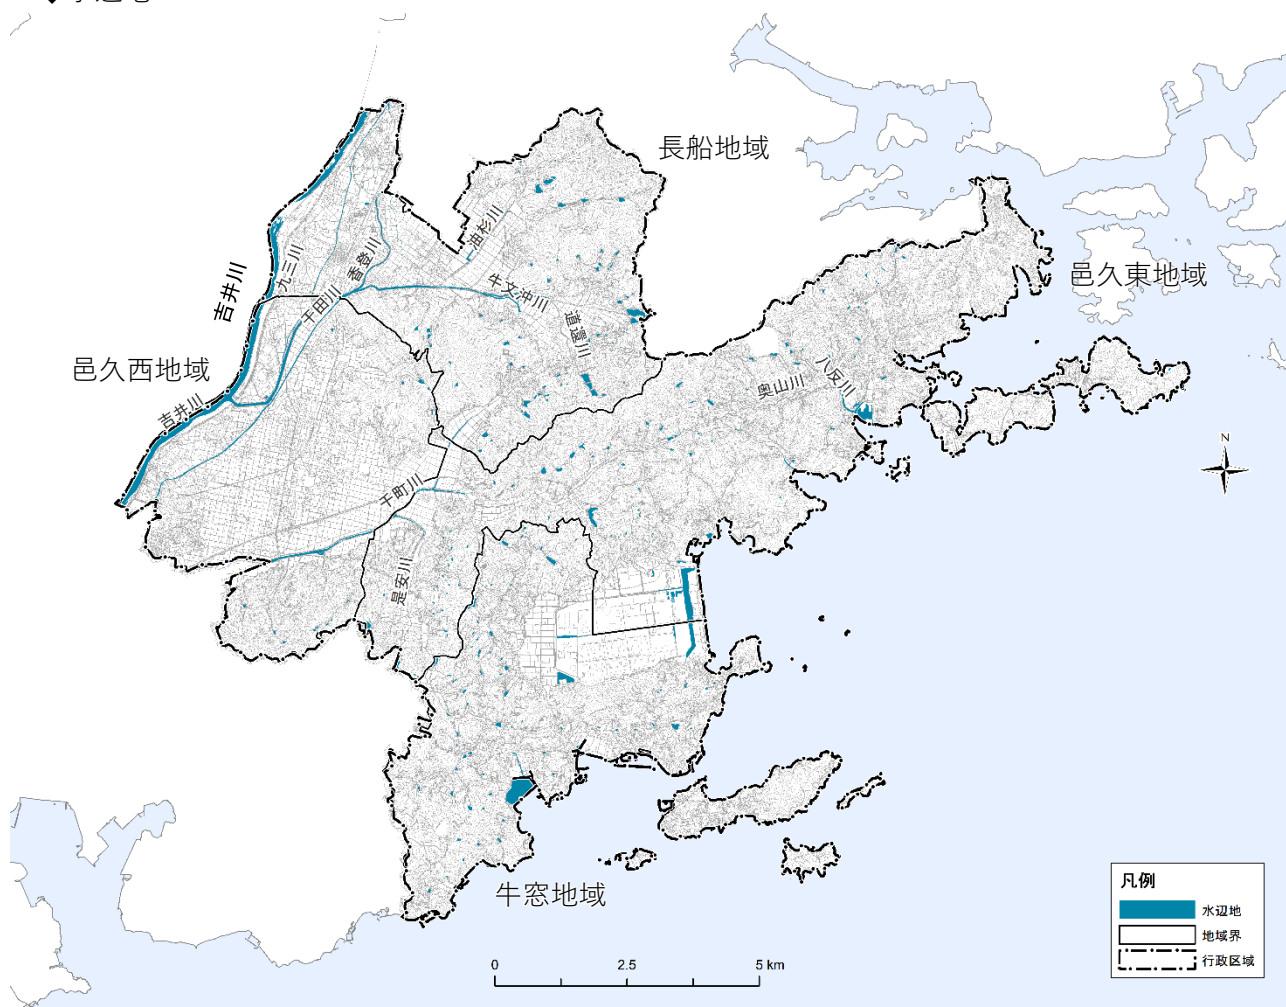 長船地域
油杉川
九三川
香登川
吉井川
千田川
牛文沖川
道還川
邑久東地域
邑久西地域
吉井川
奥山川
八反川
千町川
是安川
N
牛窓地域
凡例
水辺地
地域界
行政区域
0 2.5 5 km